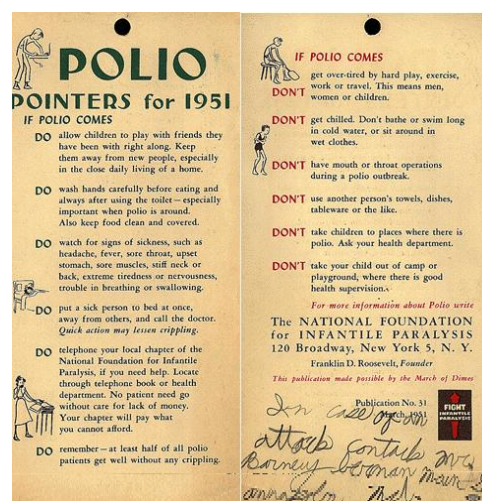 POLIO
POINTERS for 1951
IF POLIO COMES
DO allow children to play with friends they
have been with right along. Keep
them away from new people, especially
in the close daily living of a home.
DO wash hands carefully before eating and
always after using the toilet — especially
important when polio is around.
Also keep food clean and covered.
DO watch for signs of sickness, such as
headache, fever, sore throat, upset
stomach, sore muscles, stiff neck or
back, extreme tiredness or nervousness,
trouble in breathing or swallowing.
DO put a sick person to bed at once,
away from others, and call the doctor.
Quick action may lessen crippling.
DO telephone your local chapter of the
National Foundation for Infantile
Paralysis, if you need help. Locate
through telephone book or health
department. No patient need go
without care for lack of money.
Your chapter will pay what
you cannot afford.
DO remember — at least half of all polio
patients get well without any crippling.
IF POLIO COMES
DON'T get over-tired by hard play, exercise,
work or travel. This means men,
women or children.
DON'T get chilled. Don't bathe or swim long
in cold water, or sit around in
wet clothes.
DON'T have mouth or throat operations
during a polio outbreak.
DON'T use another person's towels, dishes,
tableware or the like.
DON'T take children to places where there is
polio. Ask your health department.
DON'T take your child out of camp or
playground, where there is good
health supervision.
For more information about Polio write
The NATIONAL FOUNDATION
for INFANTILE PARALYSIS
120 Broadway, New York 5, N. Y.
Franklin D. Roosevelt, Founder
This publication made possible by the March of Dimes
Publication No. 31
March, 1951
FIGHT
INFANTILE
PARALYSIS
In case of an
attack contact
Barney